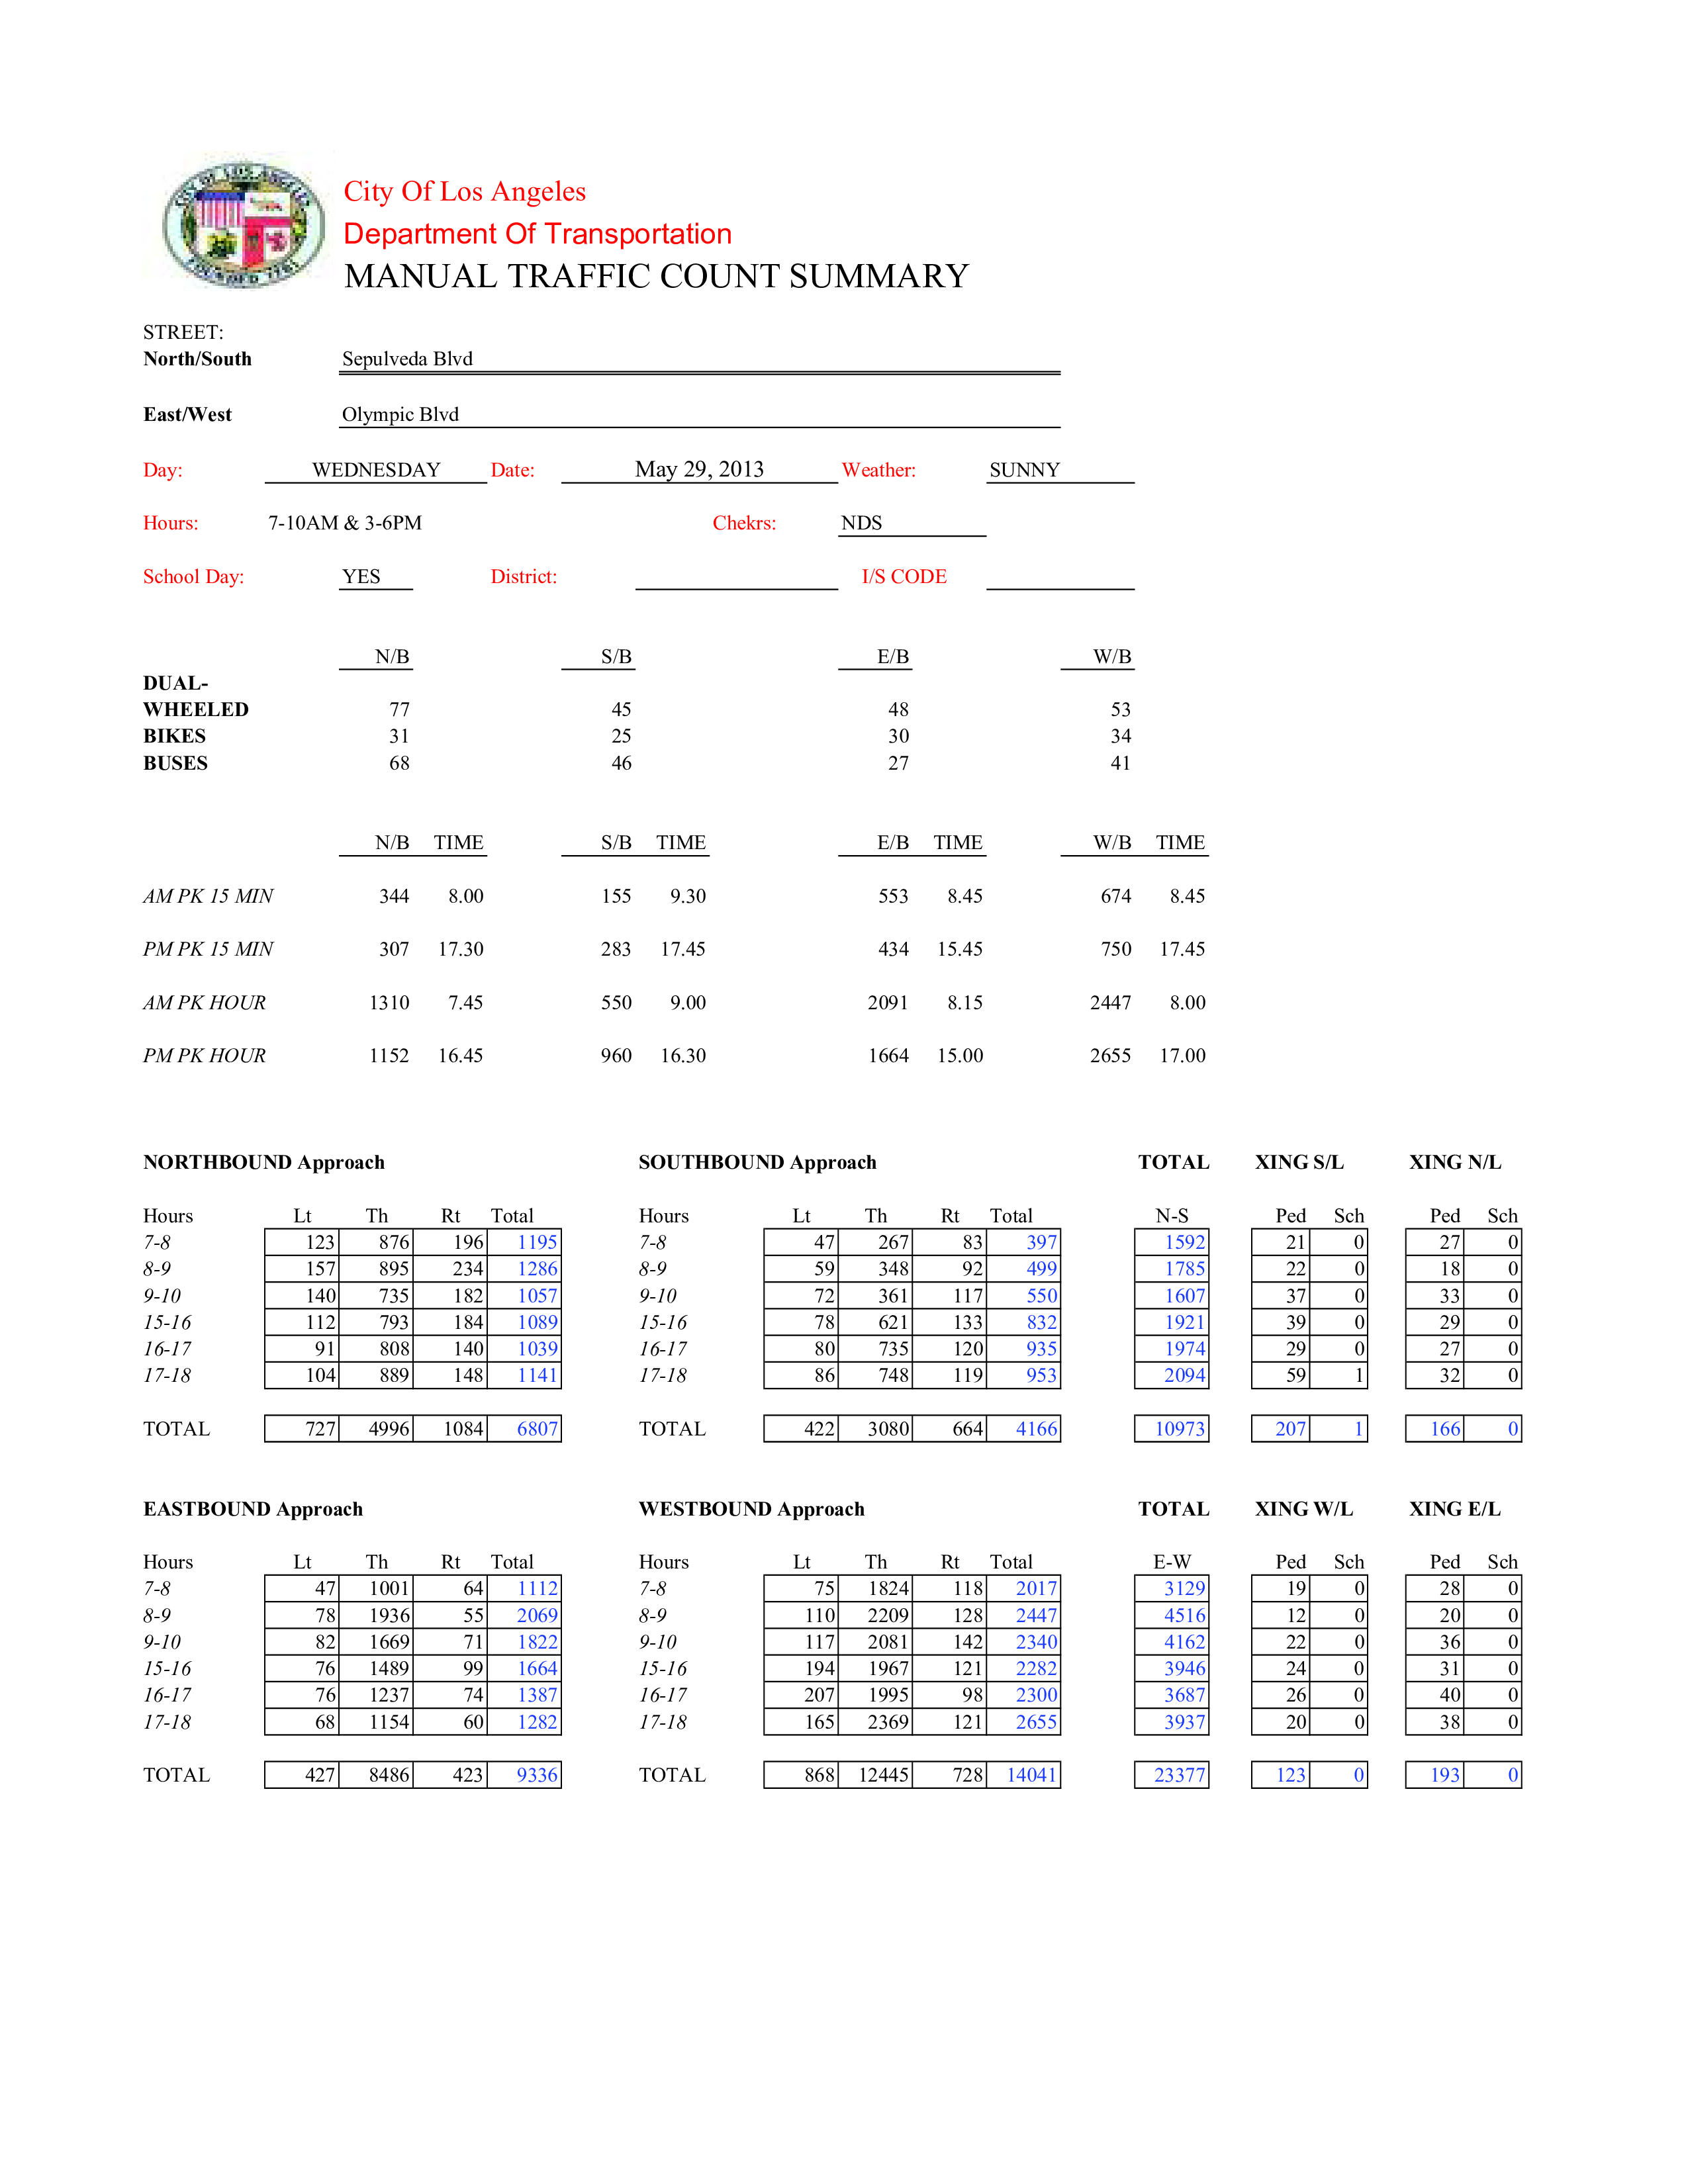 City Of Los Angeles
Department Of Transportation
MANUAL TRAFFIC COUNT SUMMARY
STREET:
North/South Sepulveda Blvd
East/West Olympic Blvd
Day: WEDNESDAY Date: May 29, 2013 Weather: SUNNY
Hours: 7-10AM & 3-6PM Chekrs: NDS
School Day: YES District: I/S CODE
N/B S/B E/B W/B
DUAL-
WHEELED 77 45 48 53
BIKES 31 25 30 34
BUSES 68 46 27 41
N/B TIME S/B TIME E/B TIME W/B TIME
AM PK 15 MIN 344 8.00 155 9.30 553 8.45 674 8.45
PM PK 15 MIN 307 17.30 283 17.45 434 15.45 750 17.45
AM PK HOUR 1310 7.45 550 9.00 2091 8.15 2447 8.00
PM PK HOUR 1152 16.45 960 16.30 1664 15.00 2655 17.00
NORTHBOUND Approach SOUTHBOUND Approach TOTAL XING S/L XING N/L
Hours Lt Th Rt Total Hours Lt Th Rt Total N-S Ped Sch Ped Sch
7-8 123 876 196 1195 7-8 47 267 83 397 1592 21 0 27 0
8-9 157 895 234 1286 8-9 59 348 92 499 1785 22 0 18 0
9-10 140 735 182 1057 9-10 72 361 117 550 1607 37 0 33 0
15-16 112 793 184 1089 15-16 78 621 133 832 1921 39 0 29 0
16-17 91 808 140 1039 16-17 80 735 120 935 1974 29 0 27 0
17-18 104 889 148 1141 17-18 86 748 119 953 2094 59 1 32 0
TOTAL 727 4996 1084 6807 TOTAL 422 3080 664 4166 10973 207 1 166 0
EASTBOUND Approach WESTBOUND Approach TOTAL XING W/L XING E/L
Hours Lt Th Rt Total Hours Lt Th Rt Total E-W Ped Sch Ped Sch
7-8 47 1001 64 1112 7-8 75 1824 118 2017 3129 19 0 28 0
8-9 78 1936 55 2069 8-9 110 2209 128 2447 4516 12 0 20 0
9-10 82 1669 71 1822 9-10 117 2081 142 2340 4162 22 0 36 0
15-16 76 1489 99 1664 15-16 194 1967 121 2282 3946 24 0 31 0
16-17 76 1237 74 1387 16-17 207 1995 98 2300 3687 26 0 40 0
17-18 68 1154 60 1282 17-18 165 2369 121 2655 3937 20 0 38 0
TOTAL 427 8486 423 9336 TOTAL 868 12445 728 14041 23377 123 0 193 0